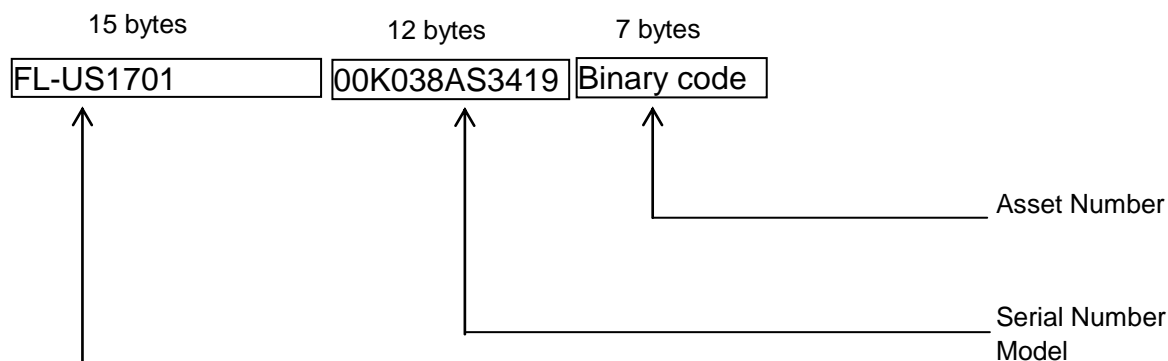 15 bytes 12 bytes 7 bytes
FL-US1701 00K038AS3419 Binary code
Asset Number
Serial Number
Model